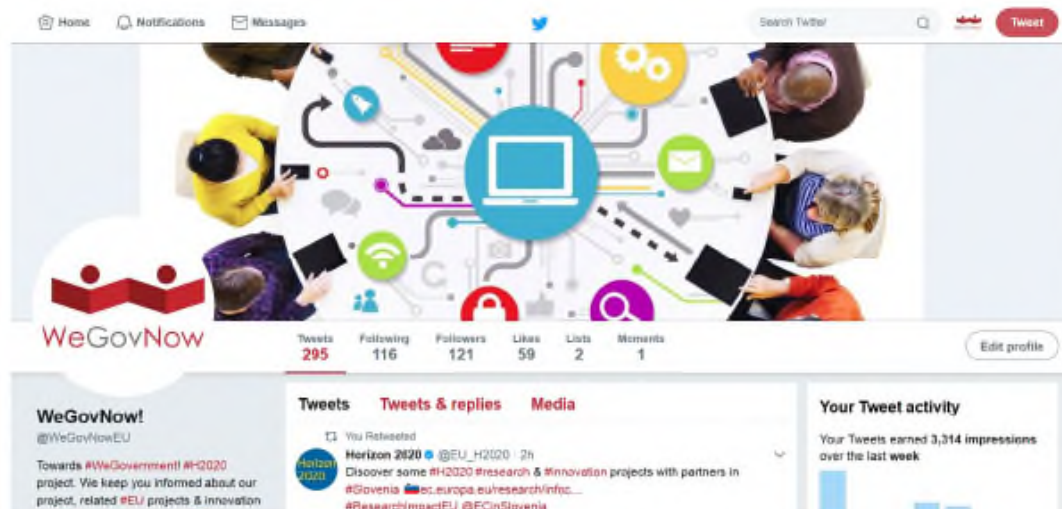 Home Notifications Messages Search Twitter Tweet
WeGovNow
Tweets Following Followers Likes Lists Moments
295 116 121 59 2 1
Edit profile
WeGovNow!
@WeGovNowEU
Towards #WeGovernment! #H2020
project. We keep you informed about our
project, related #EU projects & innovation
Tweets Tweets & replies Media
You Retweeted
Horizon 2020 @EU_H2020 · 2h
Discover some #H2020 #research & #innovation projects with partners in
#Slovenia ec.europa.eu/research/infoc...
#ResearchImpactEU @ECinSlovenia
Horizon
2020
Your Tweet activity
Your Tweets earned 3,314 impressions
over the last week